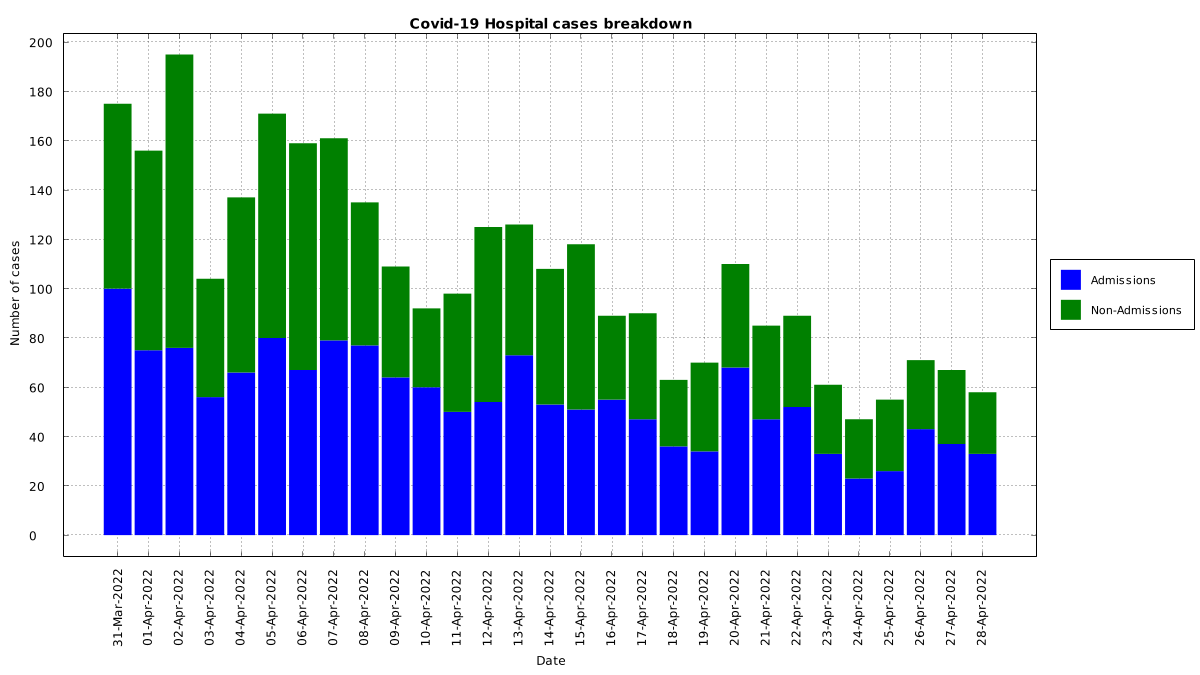 Covid-19 Hospital cases breakdown
200
180
160
140
120
100
80
60
40
20
0
Number of cases
31-Mar-2022
01-Apr-2022
02-Apr-2022
03-Apr-2022
04-Apr-2022
05-Apr-2022
06-Apr-2022
07-Apr-2022
08-Apr-2022
09-Apr-2022
10-Apr-2022
11-Apr-2022
12-Apr-2022
13-Apr-2022
14-Apr-2022
15-Apr-2022
16-Apr-2022
17-Apr-2022
18-Apr-2022
19-Apr-2022
20-Apr-2022
21-Apr-2022
22-Apr-2022
23-Apr-2022
24-Apr-2022
25-Apr-2022
26-Apr-2022
27-Apr-2022
28-Apr-2022
Date
Admissions
Non-Admissions